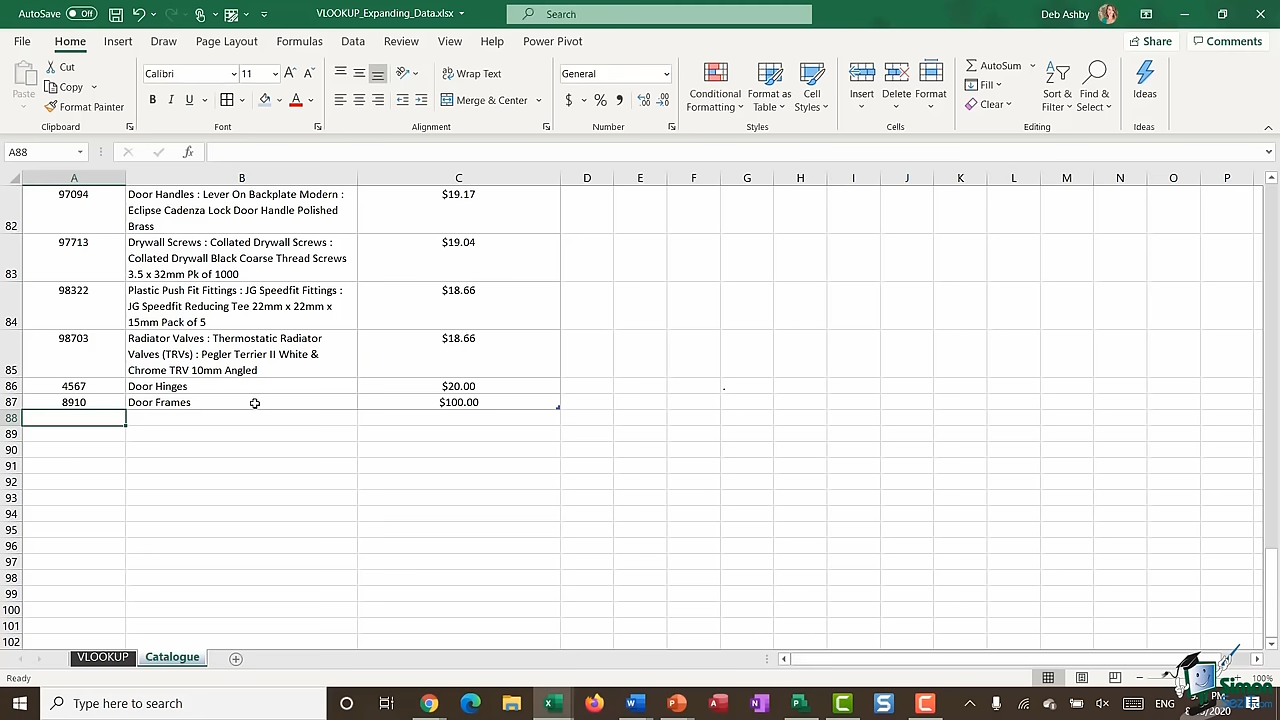 AutoSave Off VLOOKUP_Expanding_Data.xlsx Search Deb Ashby
File Home Insert Draw Page Layout Formulas Data Review View Help Power Pivot Share Comments
Paste Cut Copy Format Painter
Clipboard
Calibri 11 B I U A
Font
Wrap Text Merge & Center
Alignment
General $ % 9
Number
Conditional Formatting Format as Table Cell Styles
Styles
Insert Delete Format
Cells
AutoSum Fill Clear Sort & Filter Find & Select
Editing
Ideas
Ideas
A88 fx
A B C D E F G H I J K L M N O P
82 97094 Door Handles : Lever On Backplate Modern : $19.17
Eclipse Cadenza Lock Door Handle Polished
Brass
83 97713 Drywall Screws : Collated Drywall Screws : $19.04
Collated Drywall Black Coarse Thread Screws
3.5 x 32mm Pk of 1000
84 98322 Plastic Push Fit Fittings : JG Speedfit Fittings : $18.66
JG Speedfit Reducing Tee 22mm x 22mm x
15mm Pack of 5
85 98703 Radiator Valves : Thermostatic Radiator $18.66
Valves (TRVs) : Pegler Terrier II White &
Chrome TRV 10mm Angled
86 4567 Door Hinges $20.00
87 8910 Door Frames $100.00
88
89
90
91
92
93
94
95
96
97
98
99
100
101
102
VLOOKUP Catalogue
Ready 100%
Type here to search